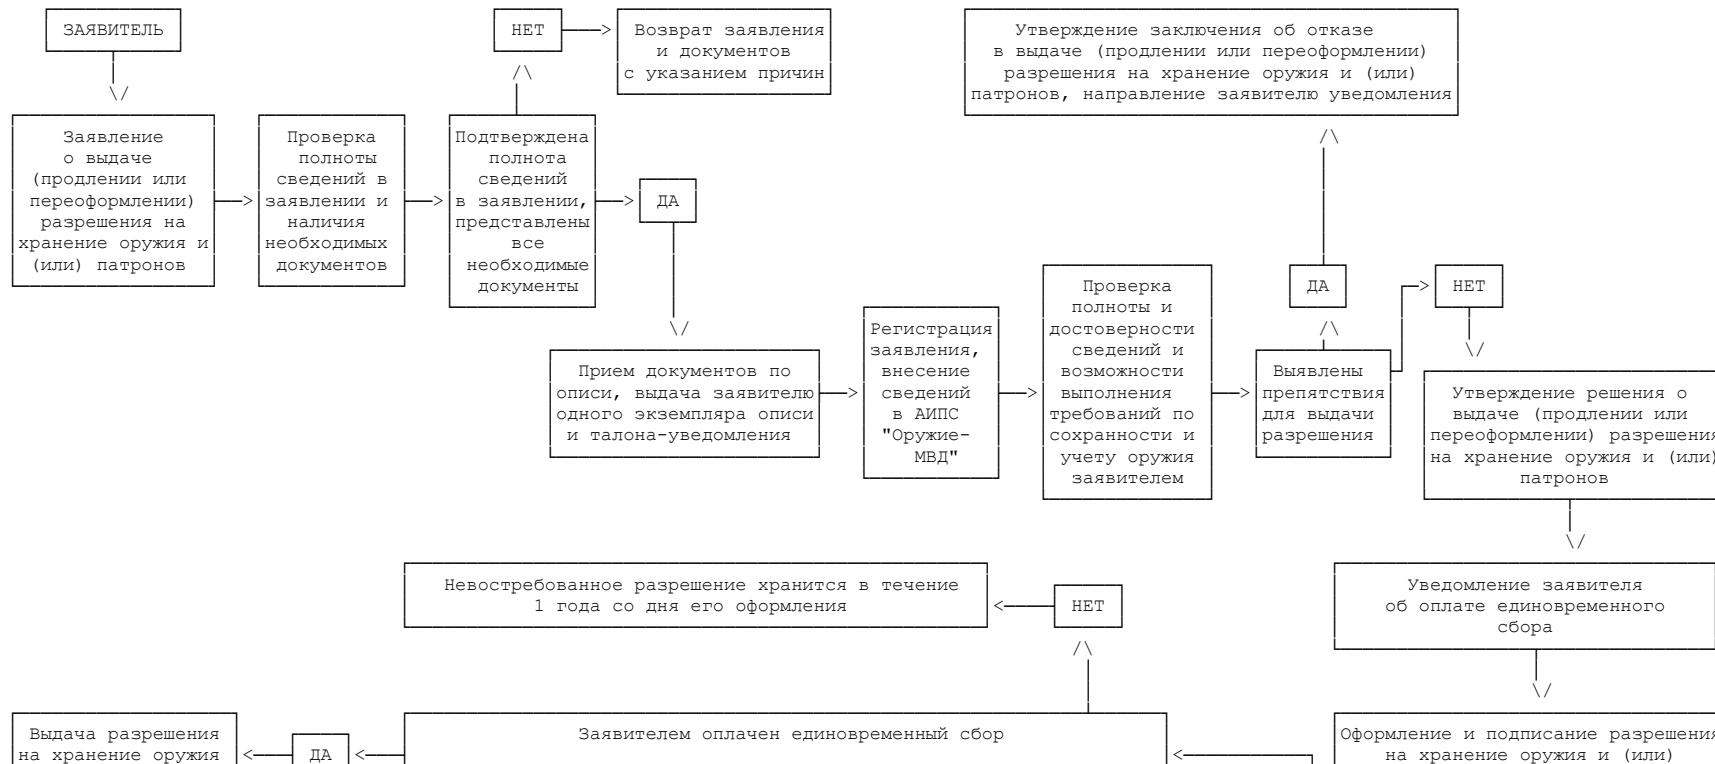 ЗАЯВИТЕЛЬ
НЕТ
Возврат заявления
и документов
с указанием причин
Утверждение заключения об отказе
в выдаче (продлении или переоформлении)
разрешения на хранение оружия и (или)
патронов, направление заявителю уведомления
Заявление
о выдаче
(продлении или
переоформлении)
разрешения на
хранение оружия и
(или) патронов
Проверка
полноты
сведений в
заявлении и
наличия
необходимых
документов
Подтверждена
полнота
сведений
в заявлении,
представлены
все
необходимые
документы
ДА
Прием документов по
описи, выдача заявителю
одного экземпляра описи
и талона-уведомления
Регистрация
заявления,
внесение
сведений
в АИПС
"Оружие-
МВД"
Проверка
полноты и
достоверности
сведений и
возможности
выполнения
требований по
сохранности и
учету оружия
заявителем
Выявлены
препятствия
для выдачи
разрешения
ДА
НЕТ
Утверждение решения о
выдаче (продлении или
переоформлении) разрешения
на хранение оружия и (или)
патронов
Уведомление заявителя
об оплате единовременного
сбора
Оформление и подписание разрешения
на хранение оружия и (или)
Заявителем оплачен единовременный сбор
НЕТ
Невостребованное разрешение хранится в течение
1 года со дня его оформления
ДА
Выдача разрешения
на хранение оружия